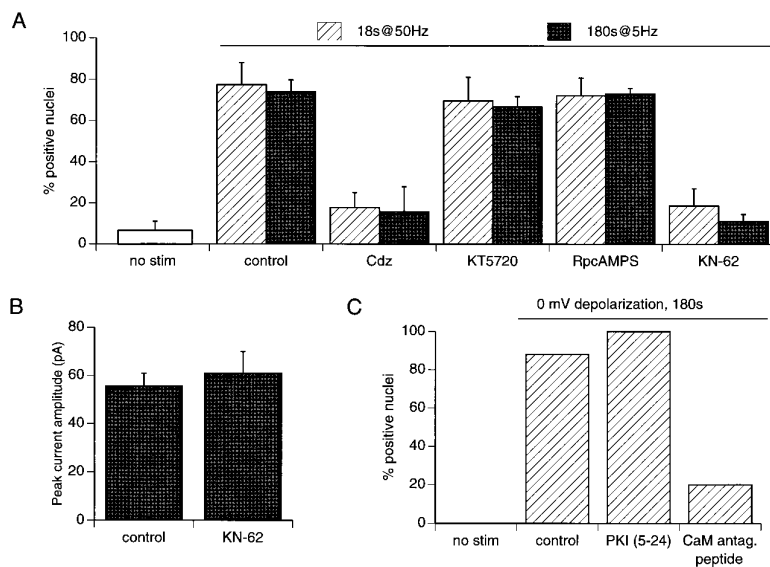 A
18s@50Hz
180s@5Hz
100
80
60
40
20
0
% positive nuclei
no stim
control
Cdz
KT5720
RpcAMPS
KN-62
B
80
60
40
20
0
Peak current amplitude (pA)
control
KN-62
C
0 mV depolarization, 180s
100
80
60
40
20
0
% positive nuclei
no stim
control
PKI (5-24)
CaM antag.
peptide